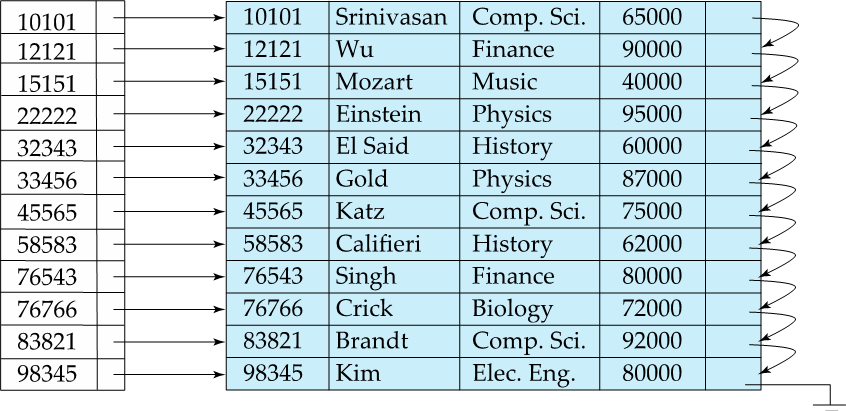 10101 10101 Srinivasan Comp. Sci. 65000
12121 12121 Wu Finance 90000
15151 15151 Mozart Music 40000
22222 22222 Einstein Physics 95000
32343 32343 El Said History 60000
33456 33456 Gold Physics 87000
45565 45565 Katz Comp. Sci. 75000
58583 58583 Califieri History 62000
76543 76543 Singh Finance 80000
76766 76766 Crick Biology 72000
83821 83821 Brandt Comp. Sci. 92000
98345 98345 Kim Elec. Eng. 80000